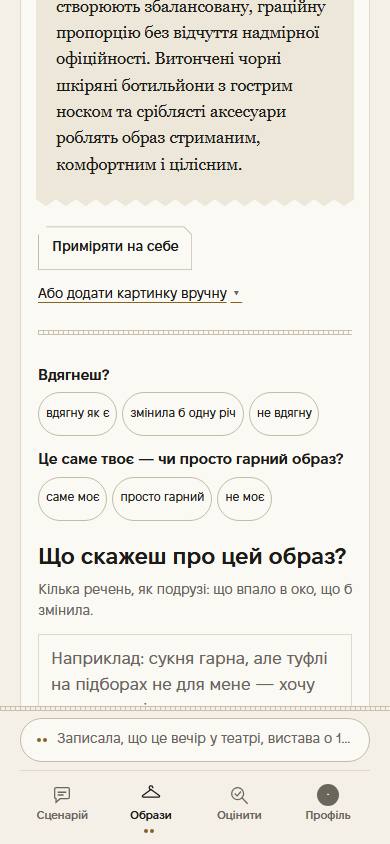 створюють збалансовану, граційну
пропорцію без відчуття надмірної
офіційності. Витончені чорні
шкіряні ботильйони з гострим
носком та сріблясті аксесуари
роблять образ стриманим,
комфортним і цілісним.
Приміряти на себе
Або додати картинку вручну
Вдягнеш?
вдягну як є
змінила б одну річ
не вдягну
Це саме твоє — чи просто гарний образ?
саме моє
просто гарний
не моє
Що скажеш про цей образ?
Кілька речень, як подрузі: що впало в око, що б
змінила.
Наприклад: сукня гарна, але туфлі
на підборах не для мене — хочу
Записала, що це вечір у театрі, вистава о 1...
Сценарій
Образи
Оцінити
Профіль